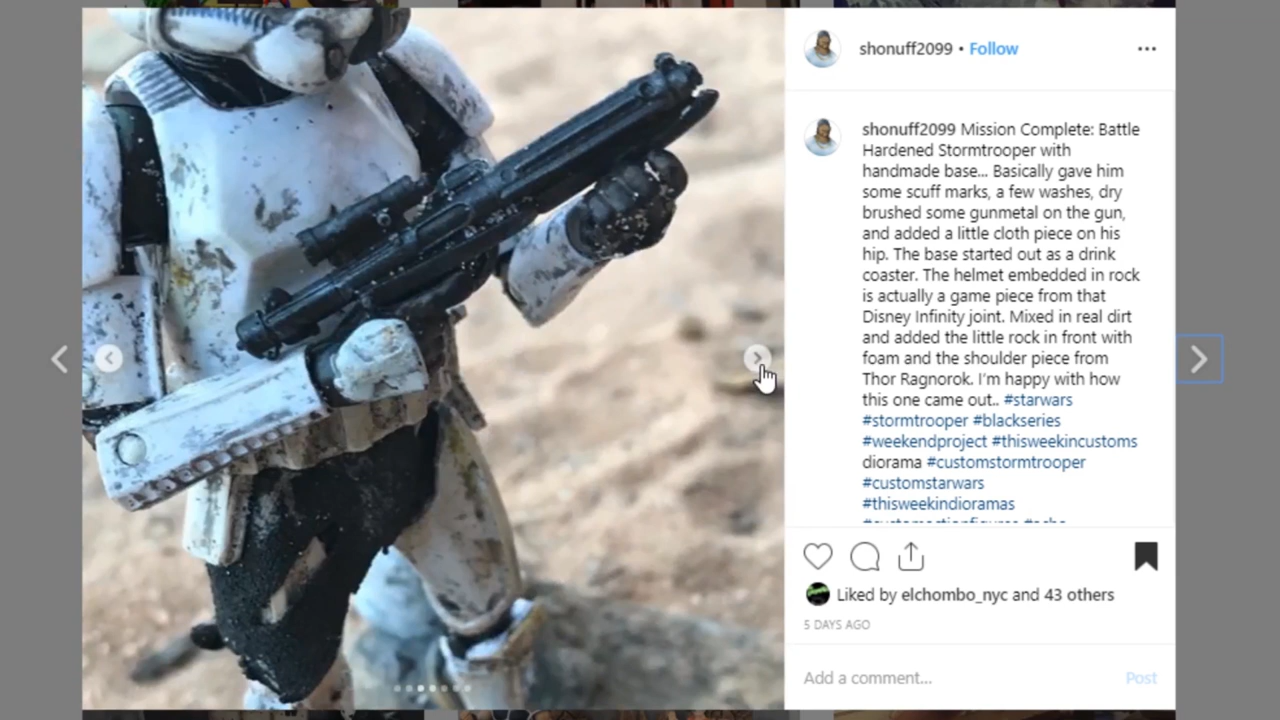 shonuff2099 • Follow
shonuff2099 Mission Complete: Battle
Hardened Stormtrooper with
handmade base... Basically gave him
some scuff marks, a few washes, dry
brushed some gunmetal on the gun,
and added a little cloth piece on his
hip. The base started out as a drink
coaster. The helmet embedded in rock
is actually a game piece from that
Disney Infinity joint. Mixed in real dirt
and added the little rock in front with
foam and the shoulder piece from
Thor Ragnorok. I'm happy with how
this one came out.. #starwars
#stormtrooper #blackseries
#weekendproject #thisweekincustoms
diorama #customstormtrooper
#customstarwars
#thisweekindioramas
Liked by elchombo_nyc and 43 others
5 DAYS AGO
Add a comment...
Post